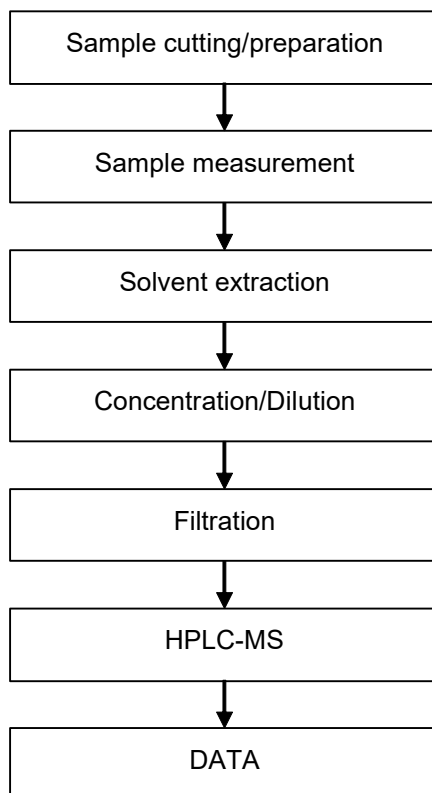 Sample cutting/preparation
Sample measurement
Solvent extraction
Concentration/Dilution
Filtration
HPLC-MS
DATA